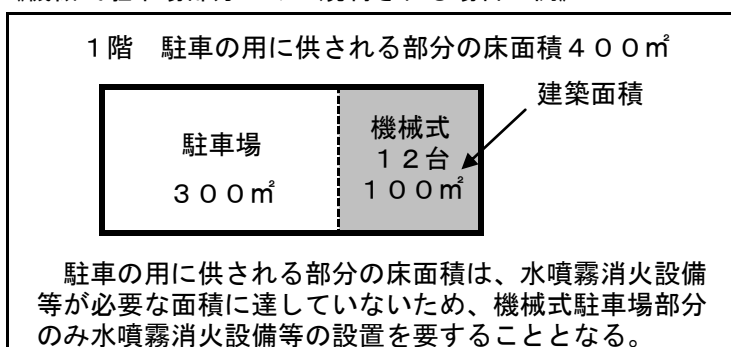 １階　駐車の用に供される部分の床面積４００㎡
建築面積
駐車場
３００㎡
機械式
１２台
１００㎡
駐車の用に供される部分の床面積は、水噴霧消火設備
等が必要な面積に達していないため、機械式駐車場部分
のみ水噴霧消火設備等の設置を要することとなる。